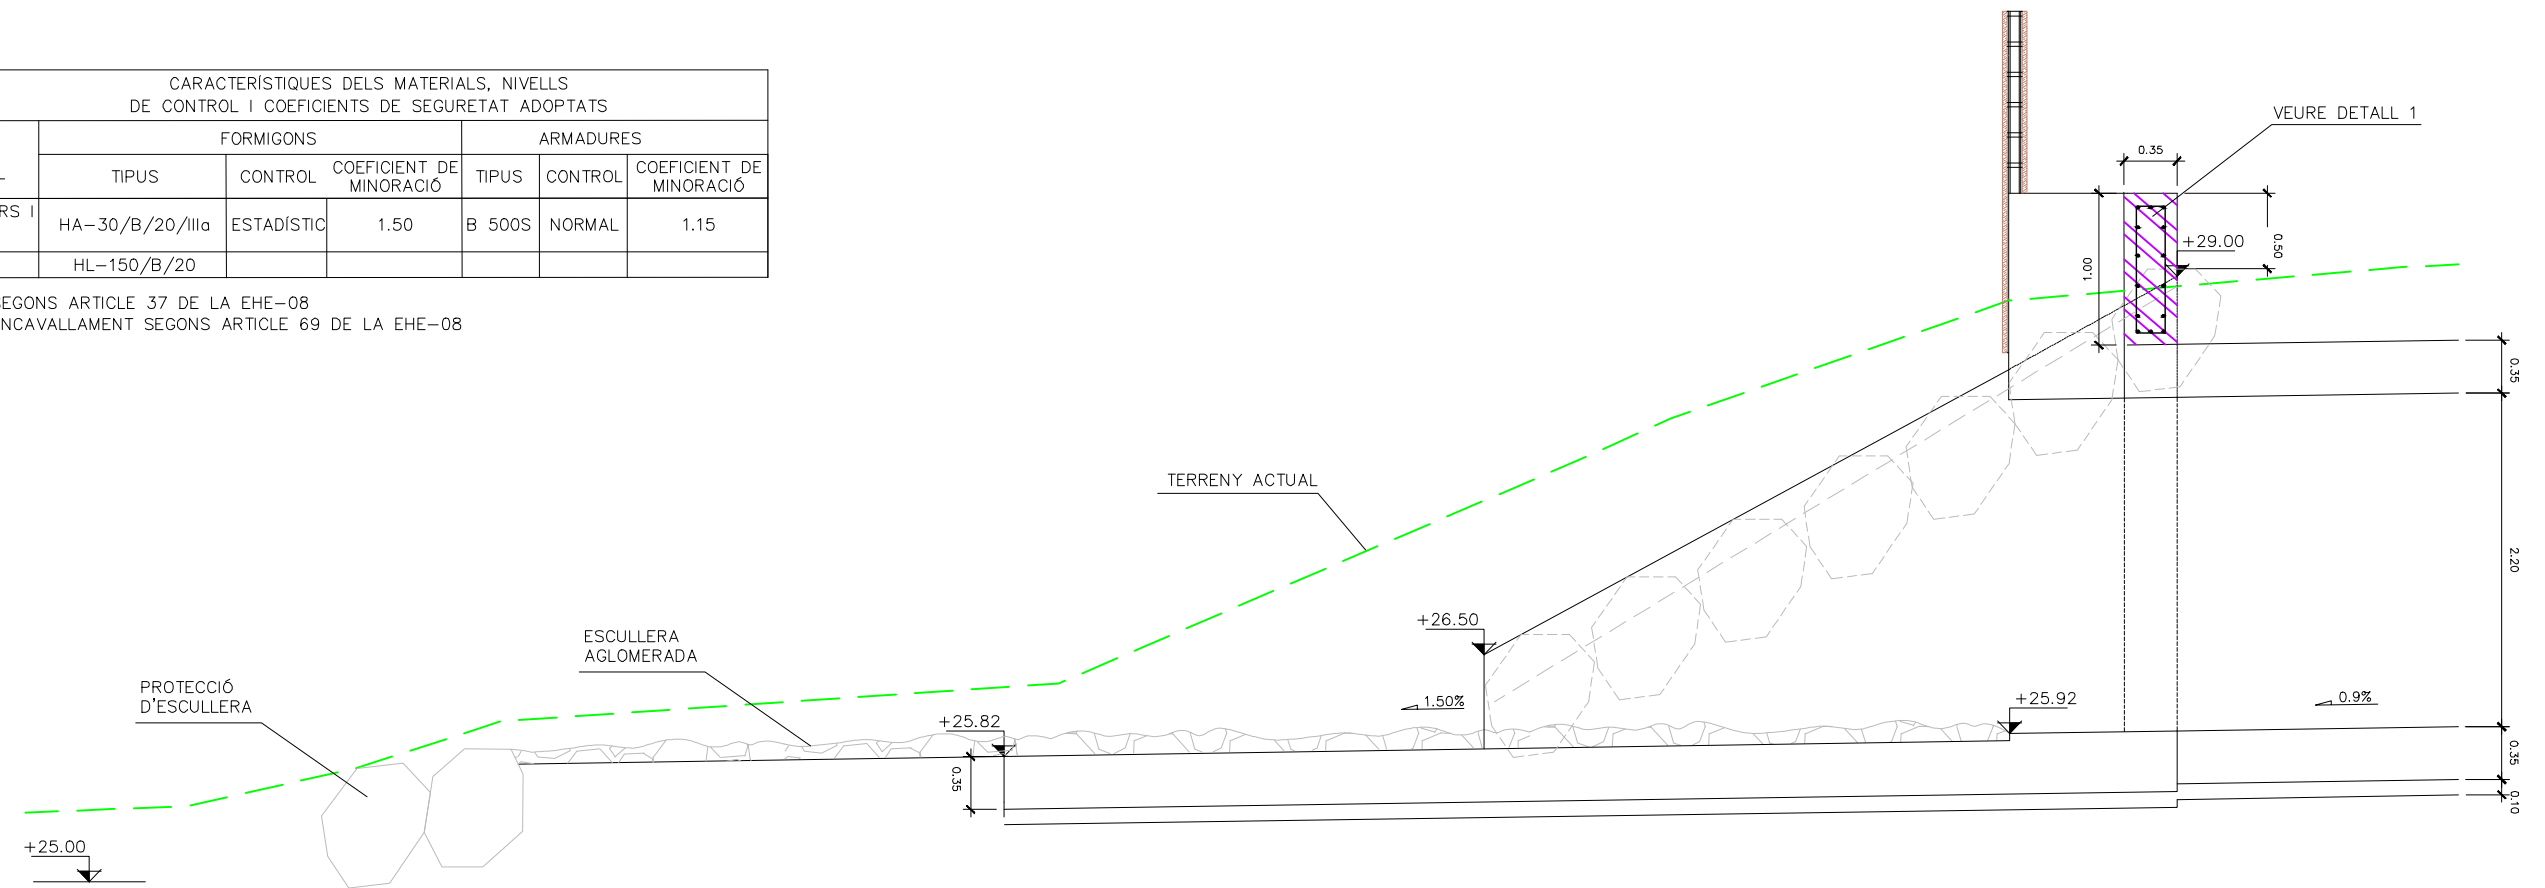 CARACTERÍSTIQUES DELS MATERIALS, NIVELLS
DE CONTROL I COEFICIENTS DE SEGURETAT ADOPTATS
FORMIGONS
ARMADURES
TIPUS
CONTROL
COEFICIENT DE
MINORACIÓ
TIPUS
CONTROL
COEFICIENT DE
MINORACIÓ
RS I
HA-30/B/20/IIIa
ESTADÍSTIC
1.50
B 500S
NORMAL
1.15
HL-150/B/20
SEGONS ARTICLE 37 DE LA EHE-08
NCAVALLAMENT SEGONS ARTICLE 69 DE LA EHE-08
VEURE DETALL 1
0.35
+29.00
0.50
1.00
0.35
TERRENY ACTUAL
2.20
+26.50
ESCULLERA
AGLOMERADA
PROTECCIÓ
D'ESCULLERA
1.50%
+25.92
0.9%
+25.82
0.35
0.35
0.10
+25.00